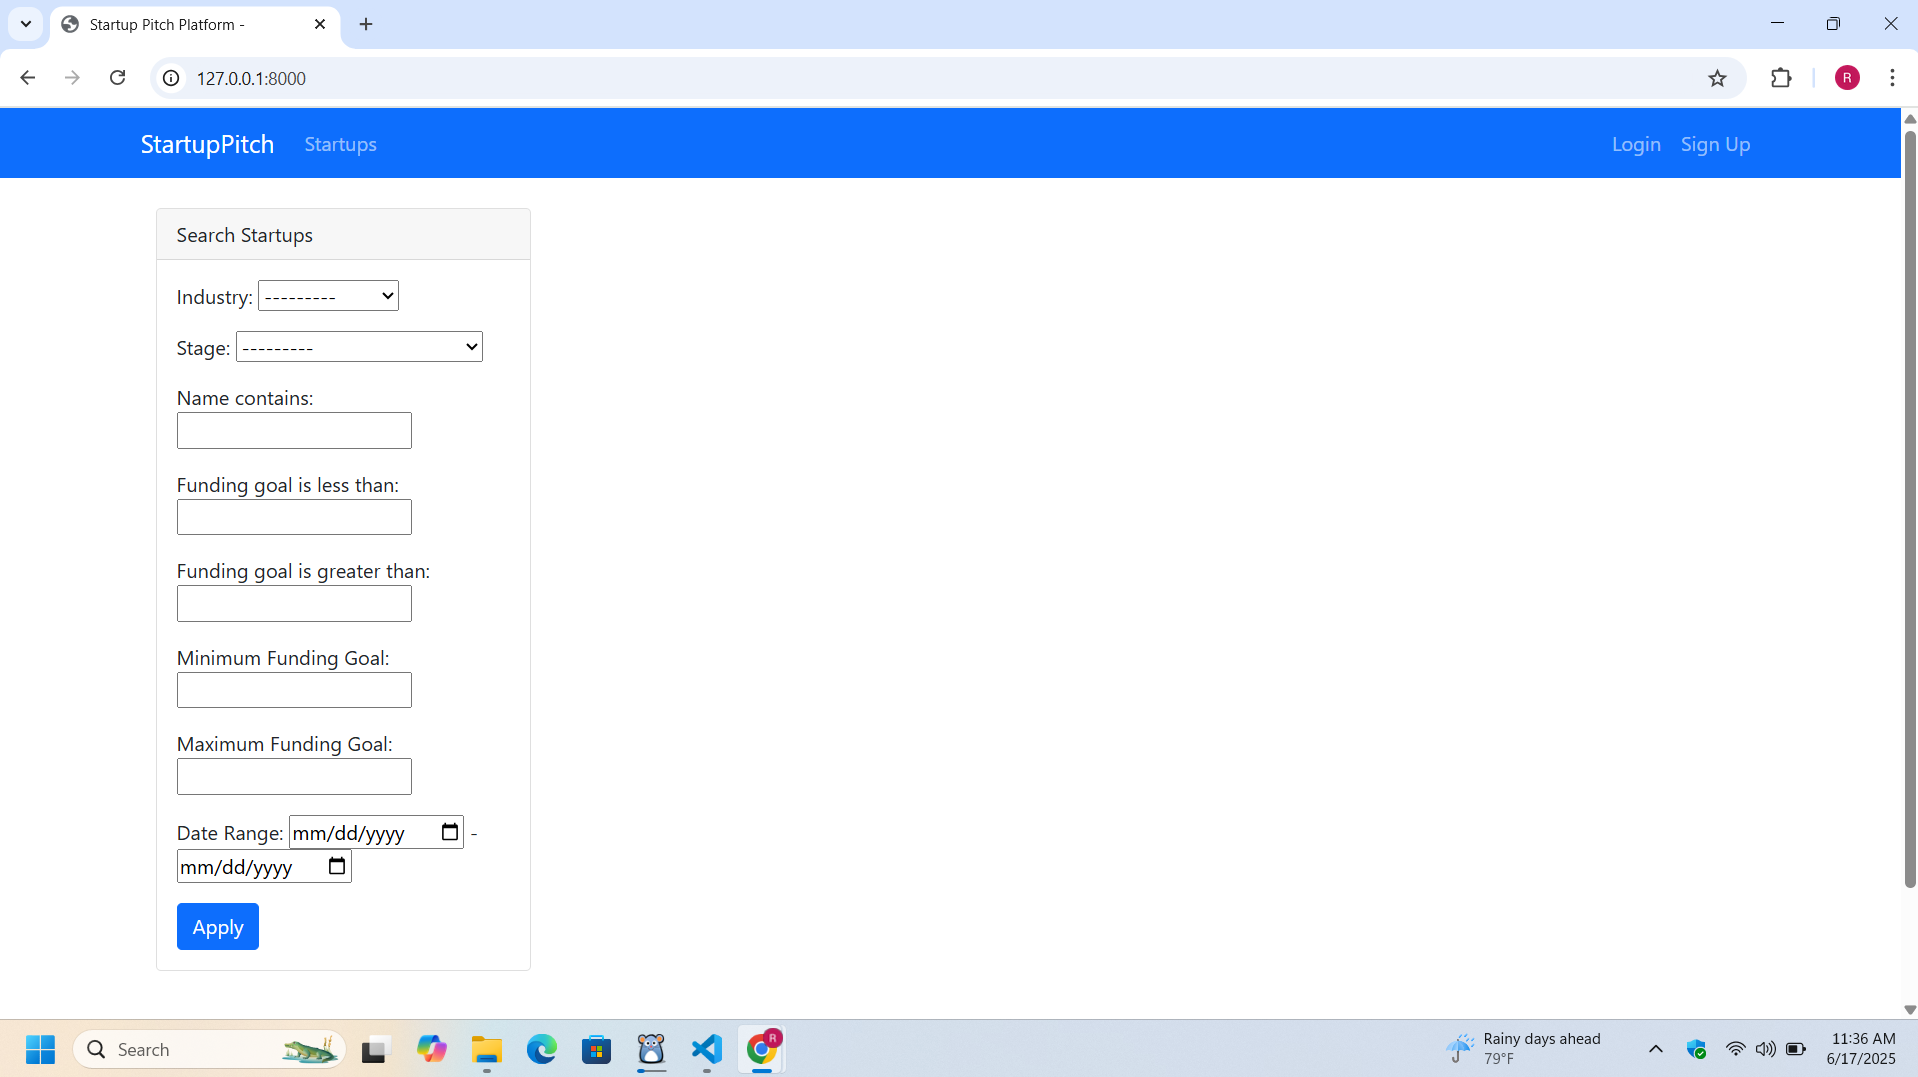 Startup Pitch Platform -
127.0.0.1:8000
R
StartupPitch Startups Login Sign Up
Search Startups
Industry: ---------
Stage: ---------
Name contains:
Funding goal is less than:
Funding goal is greater than:
Minimum Funding Goal:
Maximum Funding Goal:
Date Range: mm/dd/yyyy -
mm/dd/yyyy
Apply
Search
R
Rainy days ahead
79°F
11:36 AM
6/17/2025